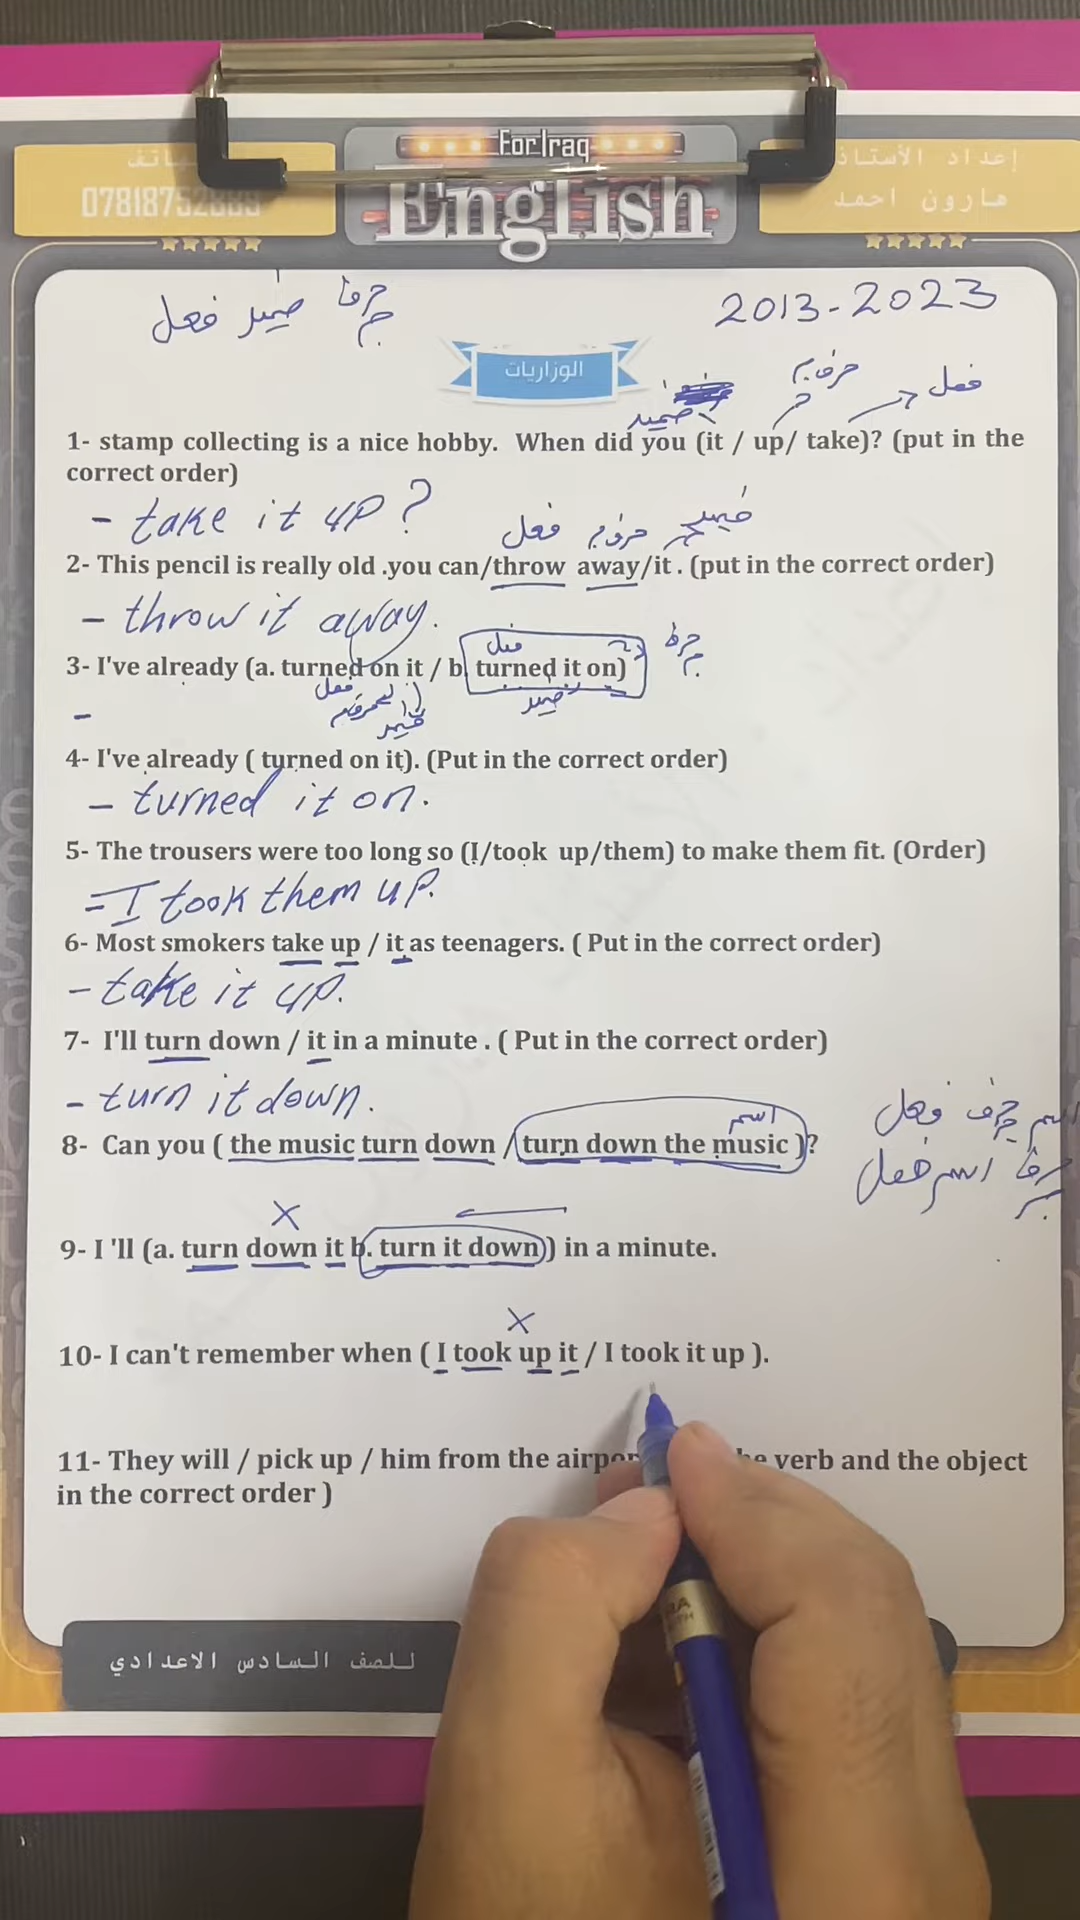 For Iraq
English
إعداد الأستاذ
هارون احمد
هاتف
2013-2023
فعل ضمير حرف ج
الوزاريات
فعل
حرف ج
ضمير
1- stamp collecting is a nice hobby. When did you (it / up/ take)? (put in the
correct order)
- take it up ?
فعل حرف ج ضمير
2- This pencil is really old .you can/throw away/it . (put in the correct order)
- throw it away.
فعل
حرف ج
3- I've already (a. turned on it / b. turned it on)
فعل
ضمير
ضمير
-
4- I've already ( turned on it). (Put in the correct order)
- turned it on.
5- The trousers were too long so (I/took up/them) to make them fit. (Order)
= I took them up.
6- Most smokers take up / it as teenagers. ( Put in the correct order)
- take it up.
7- I'll turn down / it in a minute . ( Put in the correct order)
- turn it down.
اسم
فعل حرف ج اسم
8- Can you ( the music turn down / turn down the music )?
فعل اسم حرف ج
X
9- I 'll (a. turn down it b. turn it down) in a minute.
X
10- I can't remember when ( I took up it / I took it up ).
11- They will / pick up / him from the verb and the object
in the correct order )
للصف السادس الاعدادي